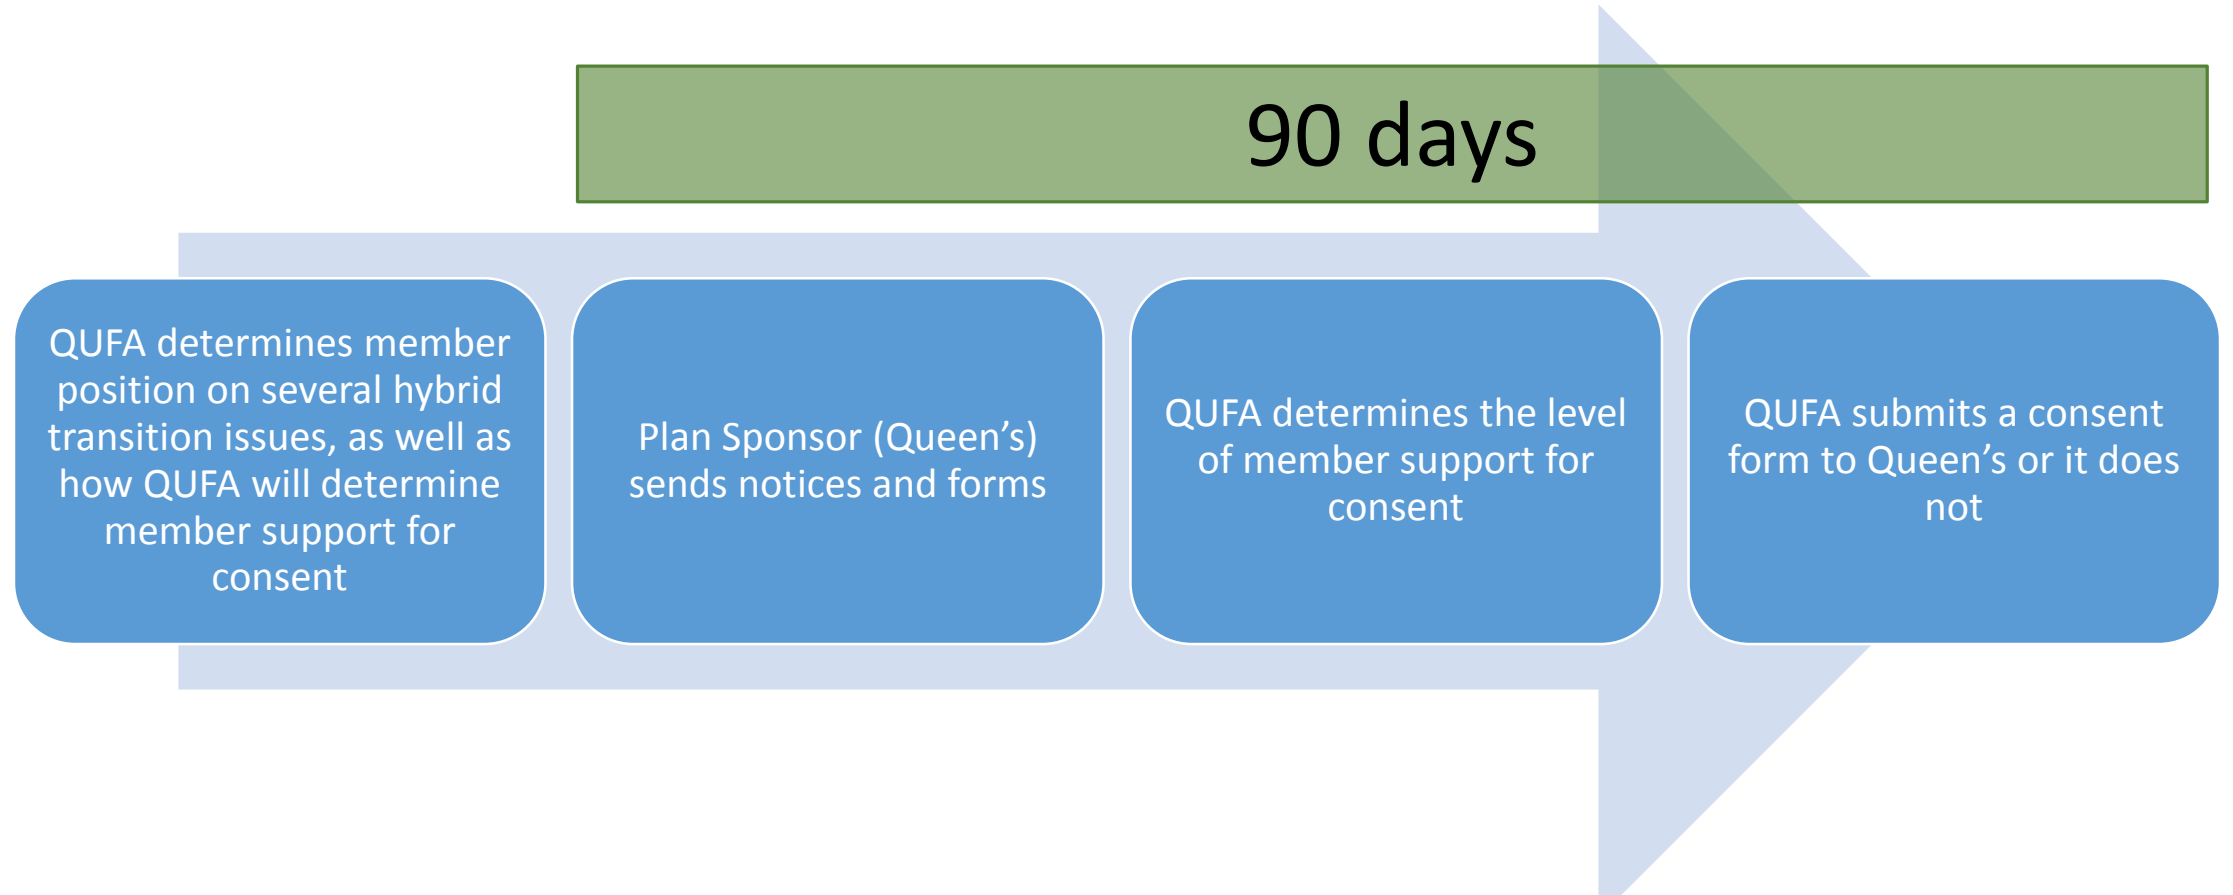 90 days
QUFA determines member
position on several hybrid
transition issues, as well as
how QUFA will determine
member support for
consent
Plan Sponsor (Queen’s)
sends notices and forms
QUFA determines the level
of member support for
consent
QUFA submits a consent
form to Queen’s or it does
not